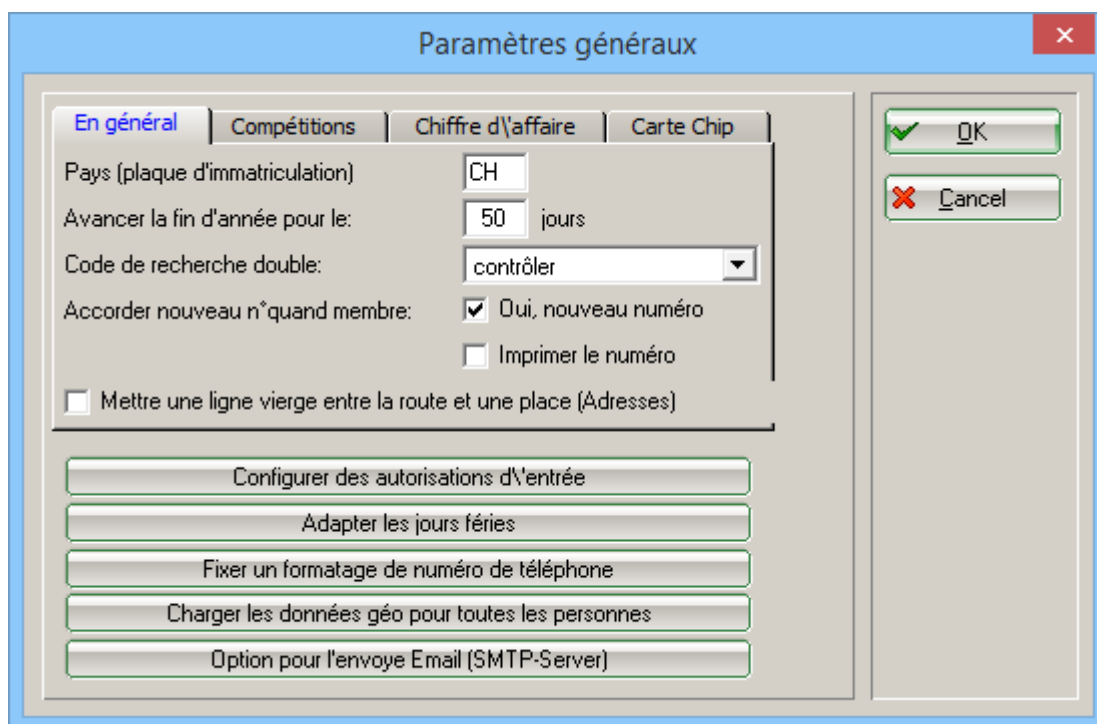 Paramètres généraux
En général
Compétitions
Chiffre d\'affaire
Carte Chip
OK
Cancel
Pays (plaque d'immatriculation)
CH
Avancer la fin d'année pour le:
50 jours
Code de recherche double:
contrôler
Accorder nouveau n°quand membre:
Oui, nouveau numéro
Imprimer le numéro
Mettre une ligne vierge entre la route et une place (Adresses)
Configurer des autorisations d\'entrée
Adapter les jours féries
Fixer un formatage de numéro de téléphone
Charger les données géo pour toutes les personnes
Option pour l'envoye Email (SMTP-Server)